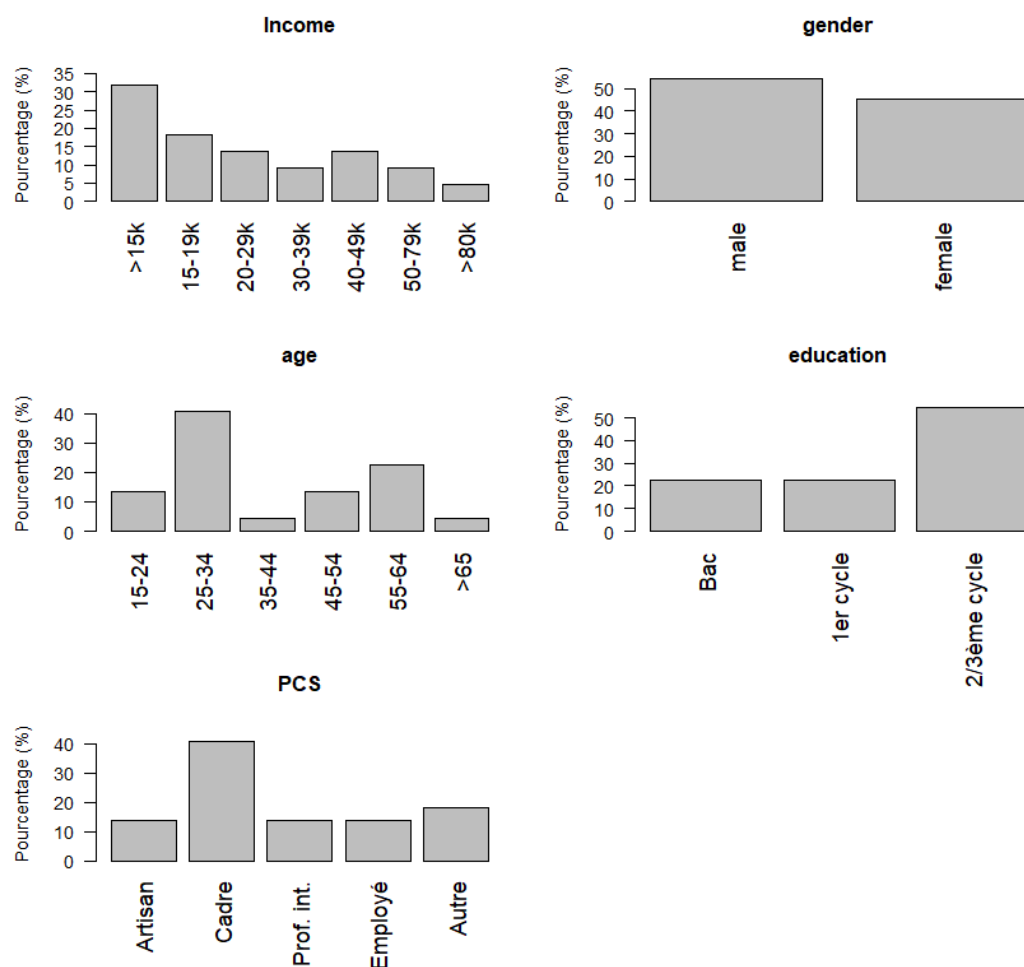 Income
Pourcentage (%)
35
30
25
20
15
10
5
0
>15k
15-19k
20-29k
30-39k
40-49k
50-79k
>80k
gender
Pourcentage (%)
50
40
30
20
10
0
male
female
age
Pourcentage (%)
40
30
20
10
0
15-24
25-34
35-44
45-54
55-64
>65
education
Pourcentage (%)
50
40
30
20
10
0
Bac
1er cycle
2/3ème cycle
PCS
Pourcentage (%)
40
30
20
10
0
Artisan
Cadre
Prof. int.
Employé
Autre